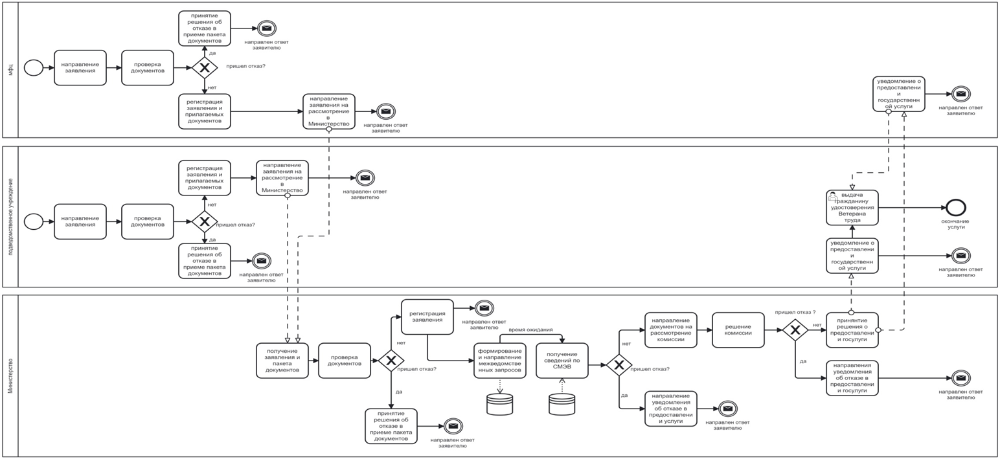 мфц
направление
заявления
проверка
документов
принятие
решения об
отказе в
приеме пакета
документов
направлен ответ
заявителю
да
пришел отказ?
нет
регистрация
заявления и
прилагаемых
документов
направление
заявления на
рассмотрение
в
Министерство
направлен ответ
заявителю
уведомление о
предоставлени
и
государственн
ой услуги
направлен ответ
заявителю
подведомственное учреждение
направление
заявления
проверка
документов
регистрация
заявления и
прилагаемых
документов
нет
пришел отказ?
да
принятие
решения об
отказе в
приеме пакета
документов
направлен ответ
заявителю
направление
заявления на
рассмотрение
в
Министерство
направлен ответ
заявителю
выдача
гражданину
удостоверения
Ветерана
труда
окончание
услуги
уведомление о
предоставлени
и
государственн
ой услуги
направлен ответ
заявителю
Министерство
получение
заявления и
пакета
документов
проверка
документов
нет
пришел отказ?
да
регистрация
заявления
направлен ответ
заявителю
принятие
решения об
отказе в
приеме пакета
документов
направлен ответ
заявителю
время ожидания
формирование
и направление
межведомстве
нных запросов
получение
сведений по
СМЭВ
нет
пришел отказ?
да
направление
документов на
рассмотрение
комиссии
решение
комиссии
направление
уведомления
об отказе в
предоставлени
и услуги
направлен ответ
заявителю
пришел отказ ?
нет
да
принянтие
решения о
предоставлени
и госулуги
направления
уведомления
об отказе в
предоставлени
и госулуги
направлен ответ
заявителю